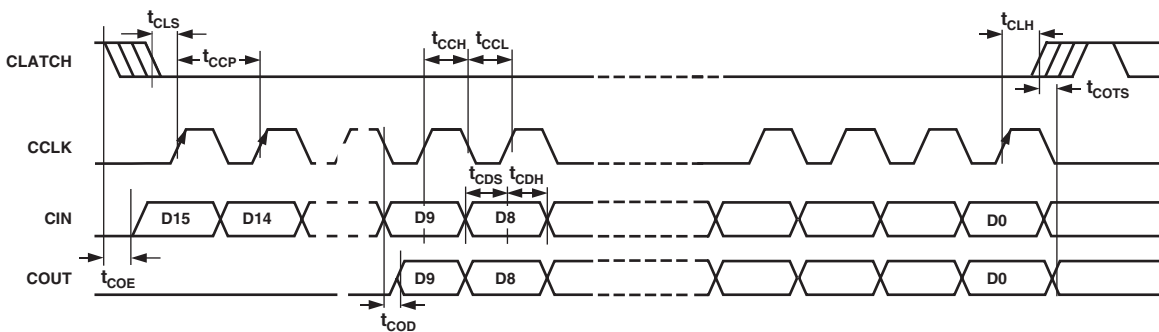 tCLS
tCCH
tCCL
tCLH
CLATCH
tCCP
tCOTS
CCLK
tCDS
tCDH
CIN
D15
D14
D9
D8
D0
tCOE
COUT
D9
D8
D0
tCOD